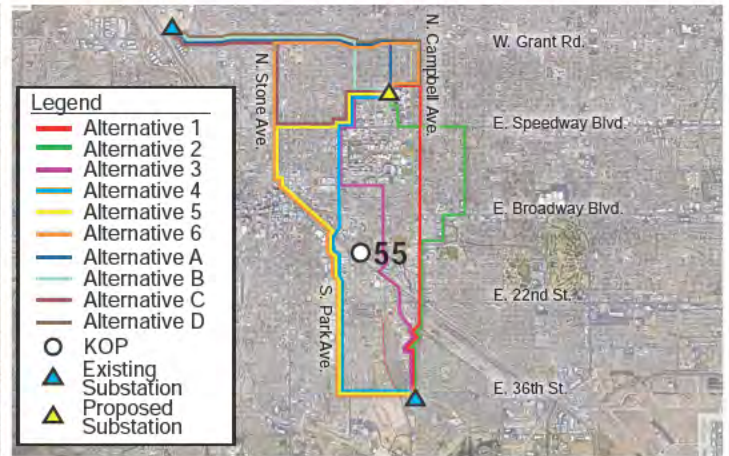 W. Grant Rd.
N. Campbell Ave.
N. Stone Ave.
E. Speedway Blvd.
E. Broadway Blvd.
55
E. 22nd St.
S. Park Ave.
E. 36th St.
Legend
Alternative 1
Alternative 2
Alternative 3
Alternative 4
Alternative 5
Alternative 6
Alternative A
Alternative B
Alternative C
Alternative D
KOP
Existing
Substation
Proposed
Substation